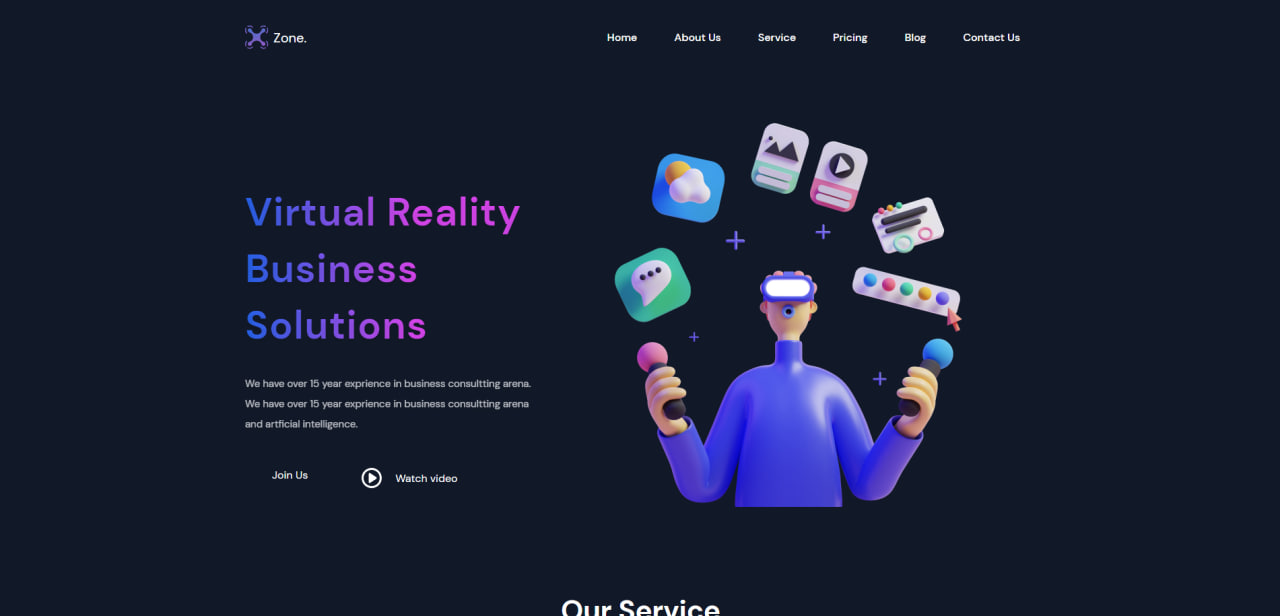 Zone.
Home About Us Service Pricing Blog Contact Us
Virtual Reality
Business
Solutions
We have over 15 year exprience in business consultting arena.
We have over 15 year exprience in business consultting arena
and artficial intelligence.
Join Us Watch video
Our Service